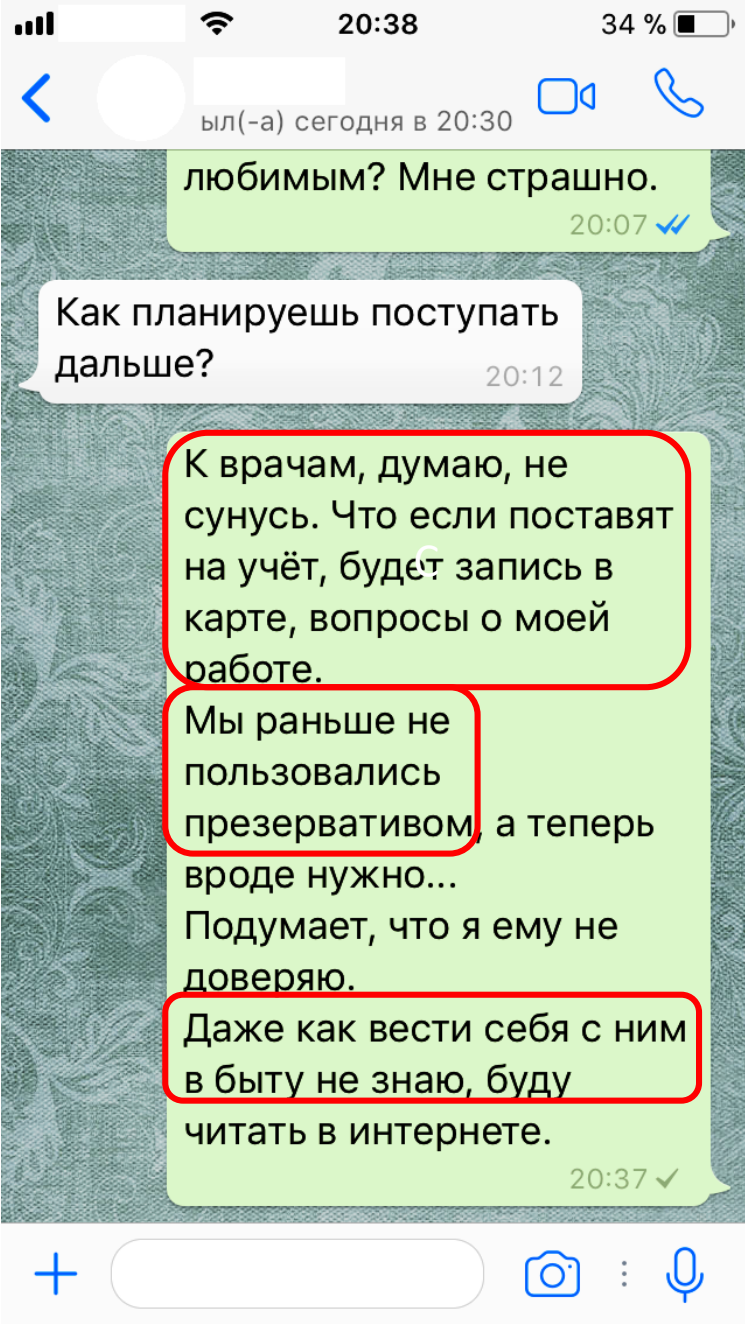 20:38
34 %
ыл(-а) сегодня в 20:30
любимым? Мне страшно.
20:07
Как планируешь поступать
дальше?
20:12
К врачам, думаю, не
сунусь. Что если поставят
на учёт, будет запись в
карте, вопросы о моей
работе.
Мы раньше не
пользовались
презервативом, а теперь
вроде нужно...
Подумает, что я ему не
доверяю.
Даже как вести себя с ним
в быту не знаю, буду
читать в интернете.
20:37